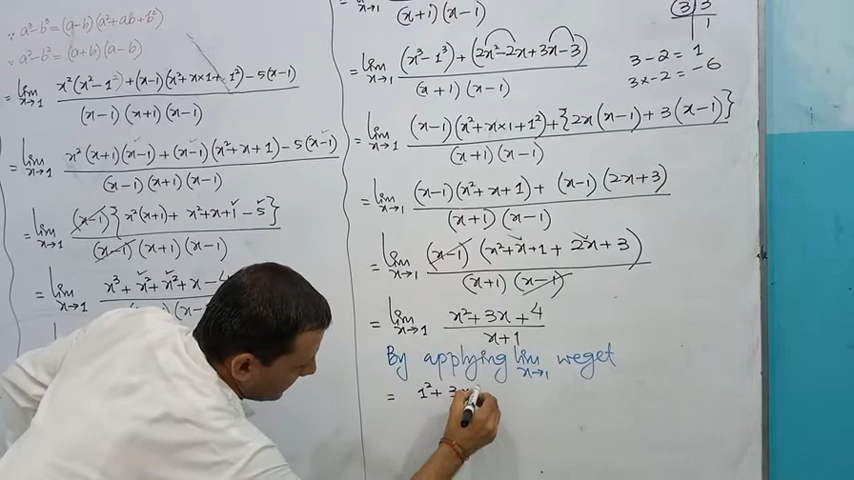 ∵ a³-b³ = (a-b)(a²+ab+b²)
∵ a²-b² = (a+b)(a-b)
= lim x→1 x²(x²-1²)+(x-1)(x²+x×1+1²)-5(x-1) / (x-1)(x+1)(x-1)
= lim x→1 x²(x+1)(x-1)+(x-1)(x²+x+1)-5(x-1) / (x-1)(x+1)(x-1)
= lim x→1 (x-1){x²(x+1)+x²+x+1-5} / (x-1)(x+1)(x-1)
= lim x→1 x³+x²+x²+x-4
x→1 (x+1)(x-1)
= lim x→1 (x³-1³)+(2x²-2x+3x-3) / (x+1)(x-1)
= lim x→1 (x-1)(x²+x×1+1²)+{2x(x-1)+3(x-1)} / (x+1)(x-1)
= lim x→1 (x-1)(x²+x+1)+(x-1)(2x+3) / (x+1)(x-1)
= lim x→1 (x-1)(x²+x+1+2x+3) / (x+1)(x-1)
= lim x→1 x²+3x+4 / x+1
By applying lim x→1 we get
= 1²+3×
3 3
1
3-2=1
3×-2=-6